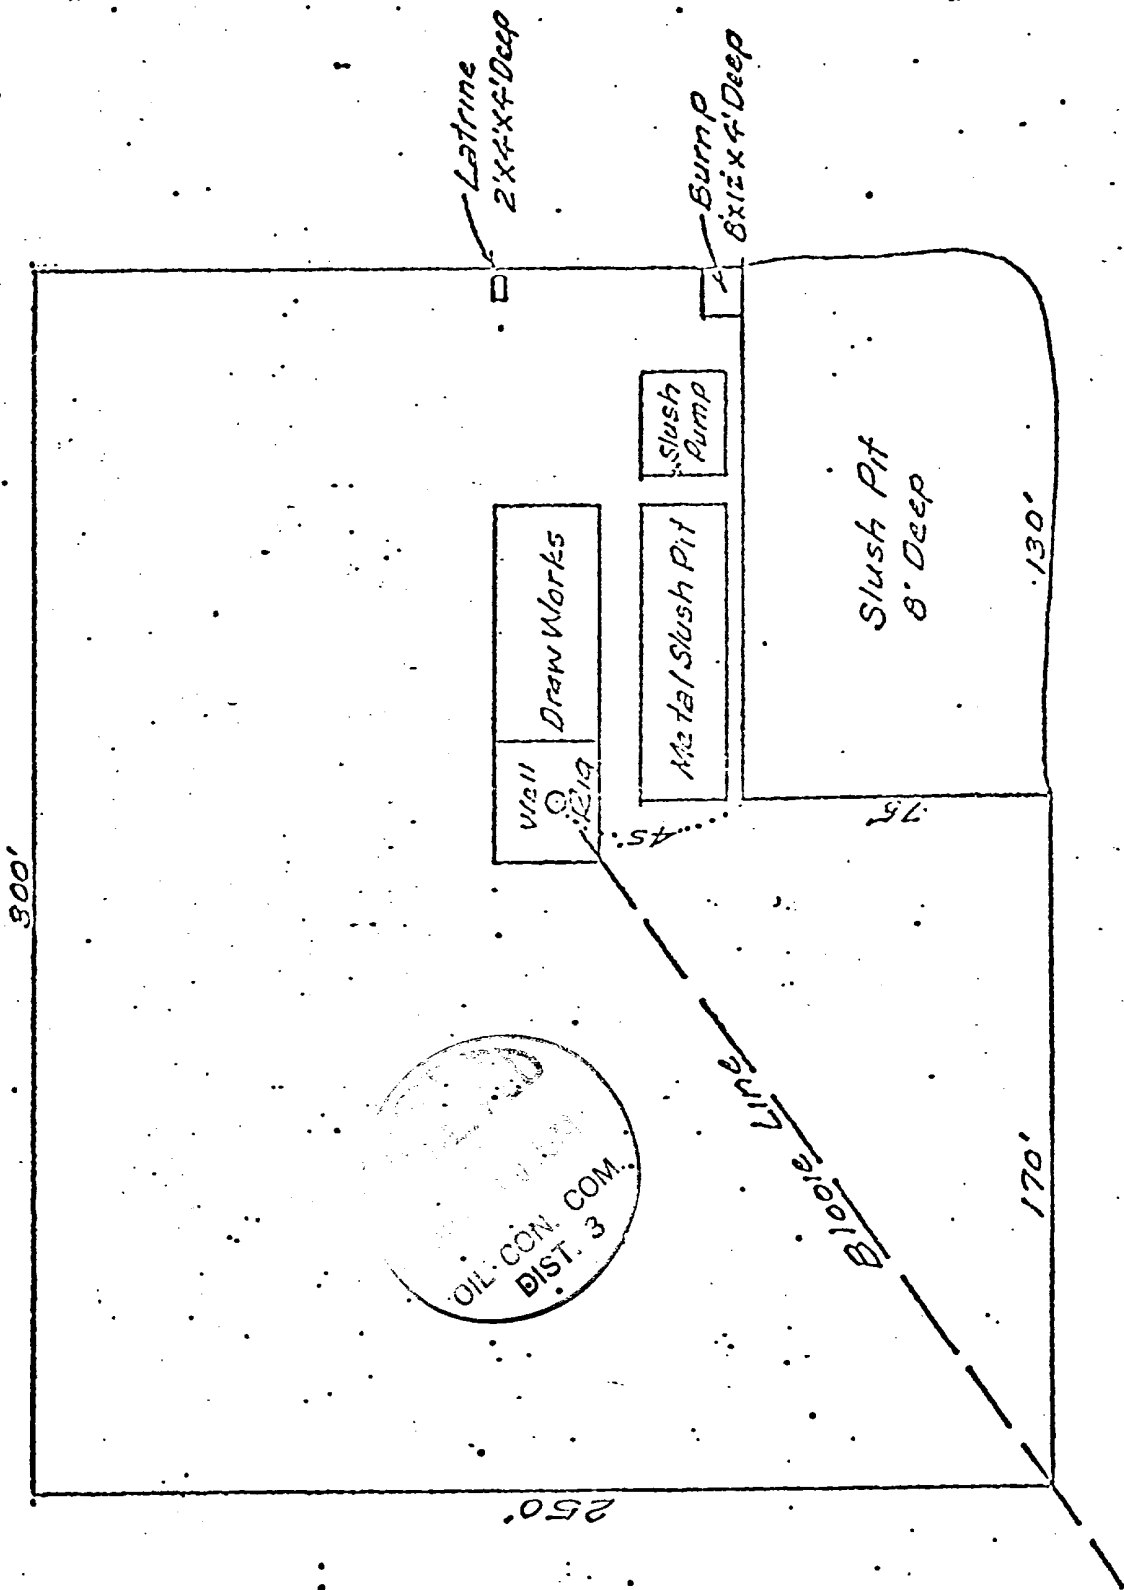 Latrine
2'x4'x4'Deep
Burn P
8'x12'x4'Deep
300'
Well
Rig
Draw Works
Slush
Pump
Metal Slush Pit
45'
Slush Pit
8' Deep
75'
130'
Blooie Line
170'
250'
OIL CON. COM.
DIST. 3